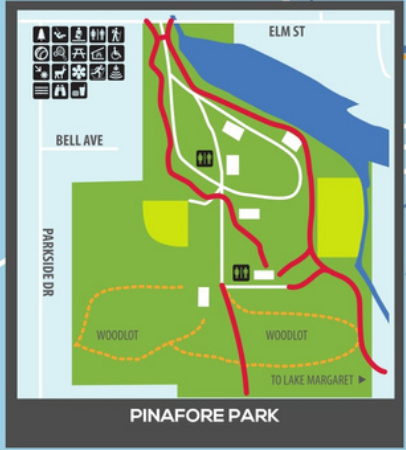 ELM ST
BELL AVE
PARKSIDE DR
WOODLOT
WOODLOT
TO LAKE MARGARET
PINAFORE PARK